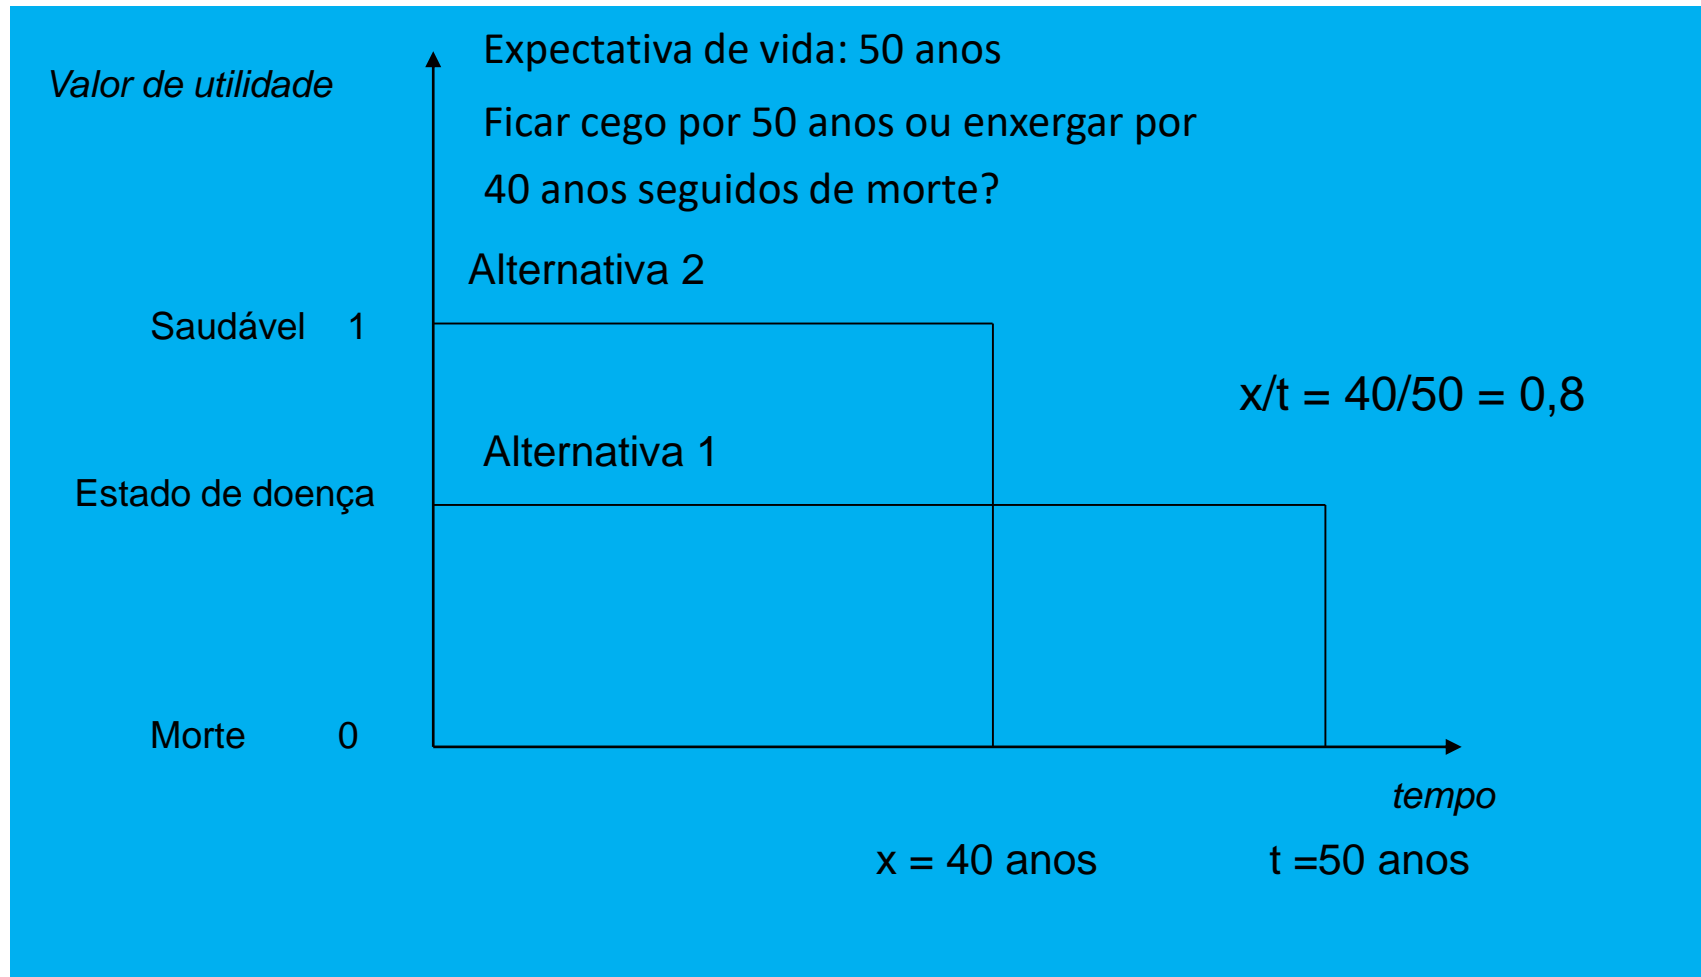 Expectativa de vida: 50 anos
Valor de utilidade
Ficar cego por 50 anos ou enxergar por
40 anos seguidos de morte?
Alternativa 2
Saudável 1
x/t = 40/50 = 0,8
Alternativa 1
Estado de doença
Morte 0
tempo
x = 40 anos
t =50 anos